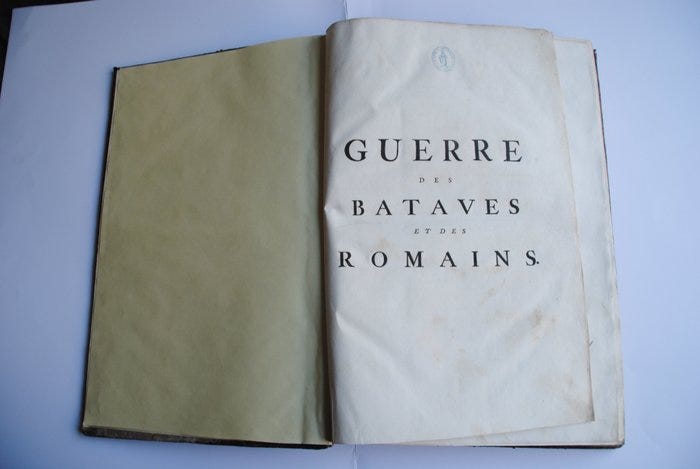 GUERRE
DES
BATAVES
ET DES
ROMAINS.